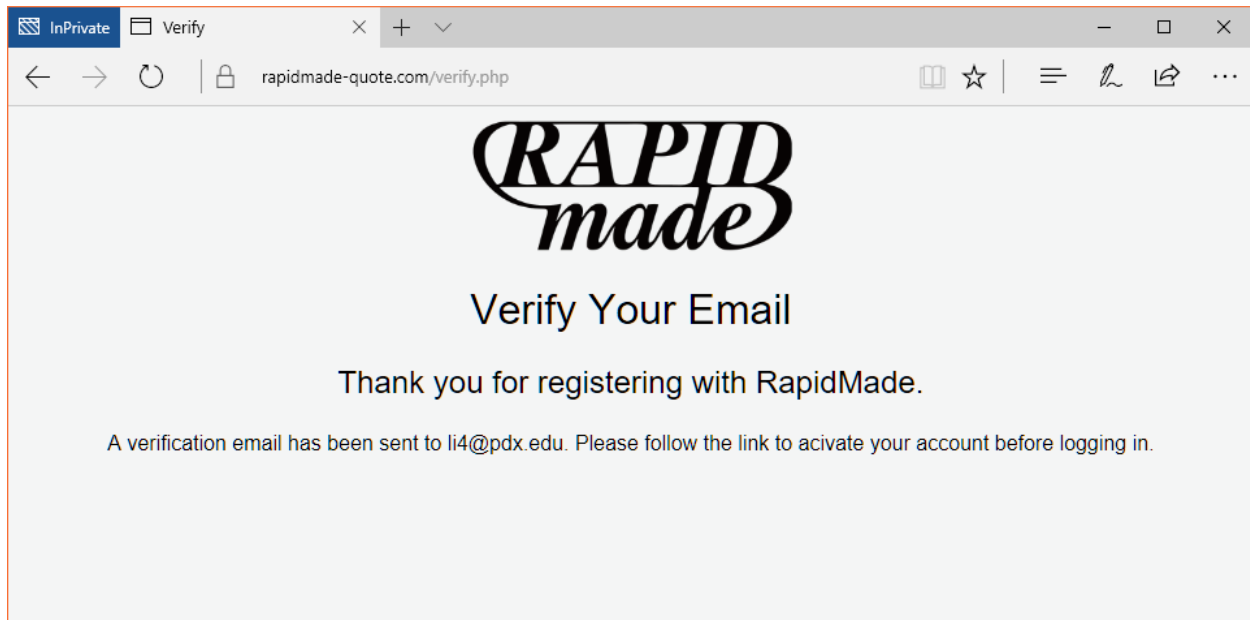 InPrivate Verify
rapidmade-quote.com/verify.php
RAPID
made
Verify Your Email
Thank you for registering with RapidMade.
A verification email has been sent to li4@pdx.edu. Please follow the link to acivate your account before logging in.